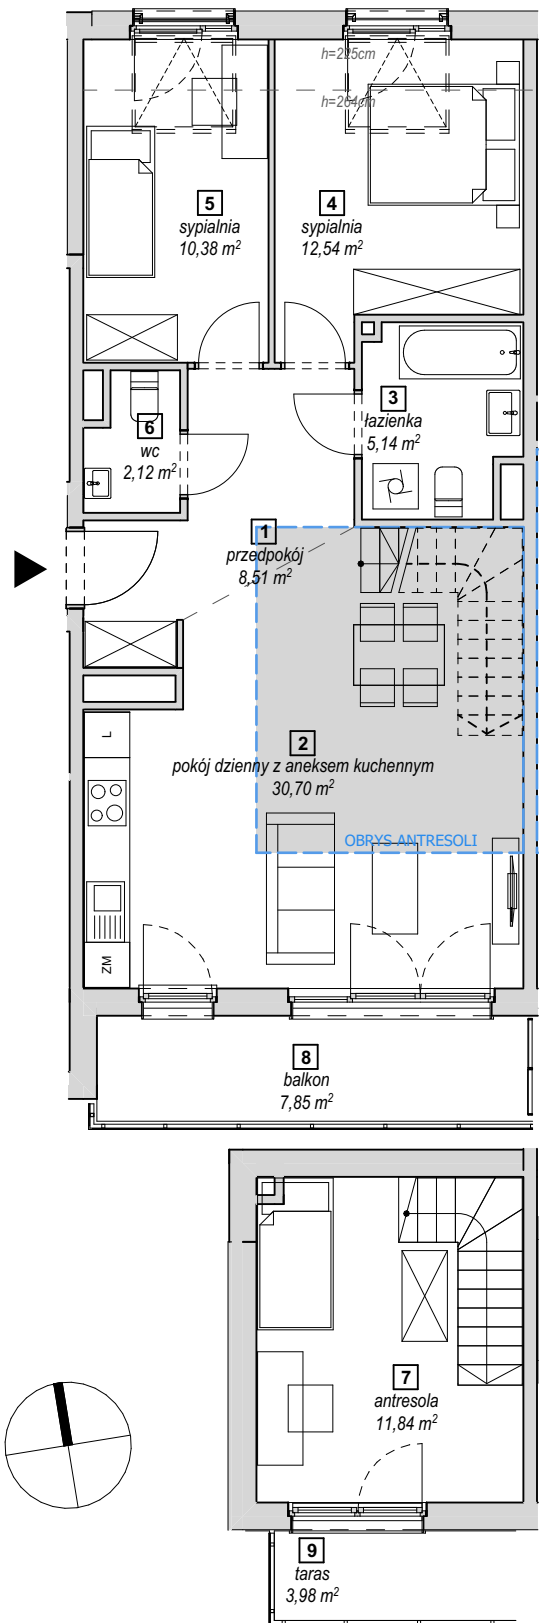 h=225cm
h=264cm
5
sypialnia
10,38 m²
4
sypialnia
12,54 m²
3
łazienka
5,14 m²
6
wc
2,12 m²
1
przedpokój
8,51 m²
2
pokój dzienny z aneksem kuchennym
30,70 m²
L
OBRYS ANTRESOLI
ZM
8
balkon
7,85 m²
7
antresola
11,84 m²
9
taras
3,98 m²